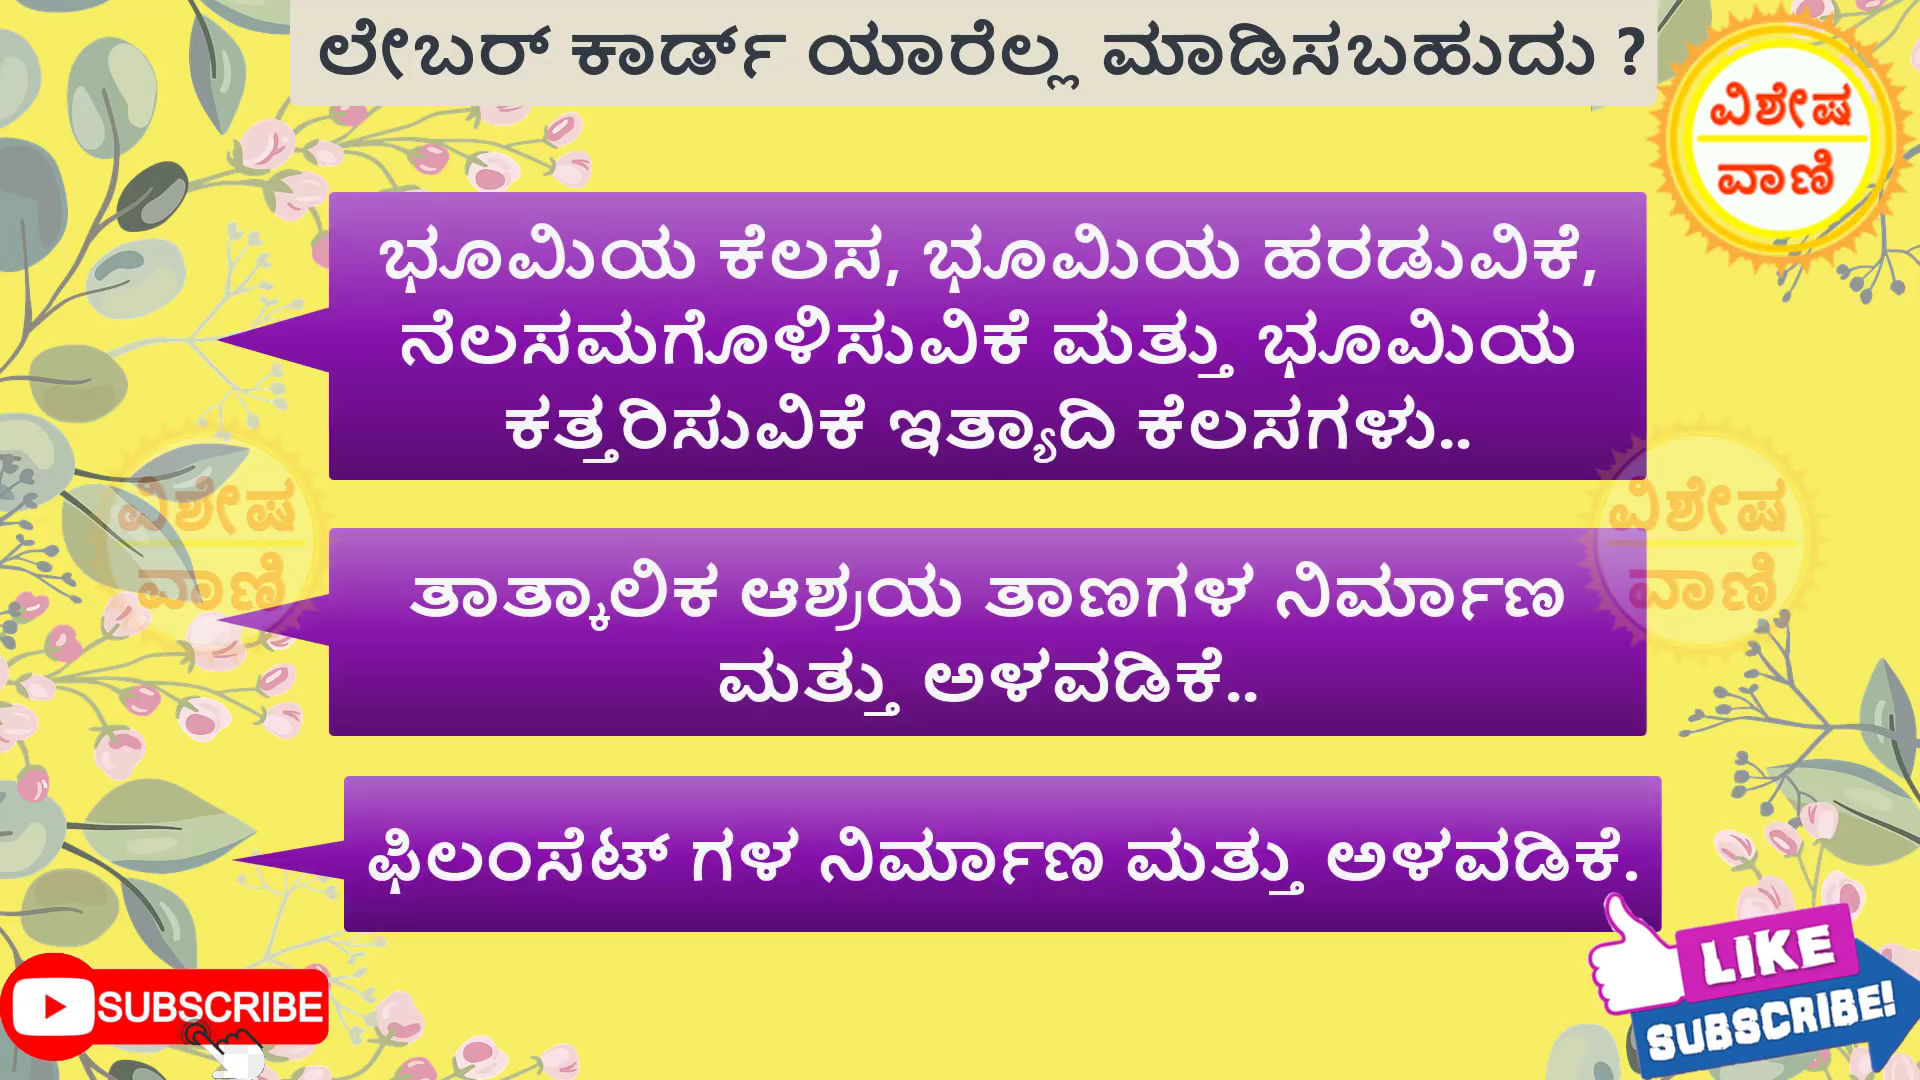 ಲೇಬರ್ ಕಾರ್ಡ್ ಯಾರೆಲ್ಲ ಮಾಡಿಸಬಹುದು ?
ವಿಶೇಷ
ವಾಣಿ
ಭೂಮಿಯ ಕೆಲಸ, ಭೂಮಿಯ ಹರಡುವಿಕೆ,
ನೆಲಸಮಗೊಳಿಸುವಿಕೆ ಮತ್ತು ಭೂಮಿಯ
ಕತ್ತರಿಸುವಿಕೆ ಇತ್ಯಾದಿ ಕೆಲಸಗಳು..
ವಿಶೇಷ
ವಾಣಿ
ವಿಶೇಷ
ವಾಣಿ
ತಾತ್ಕಾಲಿಕ ಆಶ್ರಯ ತಾಣಗಳ ನಿರ್ಮಾಣ
ಮತ್ತು ಅಳವಡಿಕೆ..
ಫಿಲಂಸೆಟ್ ಗಳ ನಿರ್ಮಾಣ ಮತ್ತು ಅಳವಡಿಕೆ.
SUBSCRIBE
LIKE
SUBSCRIBE!